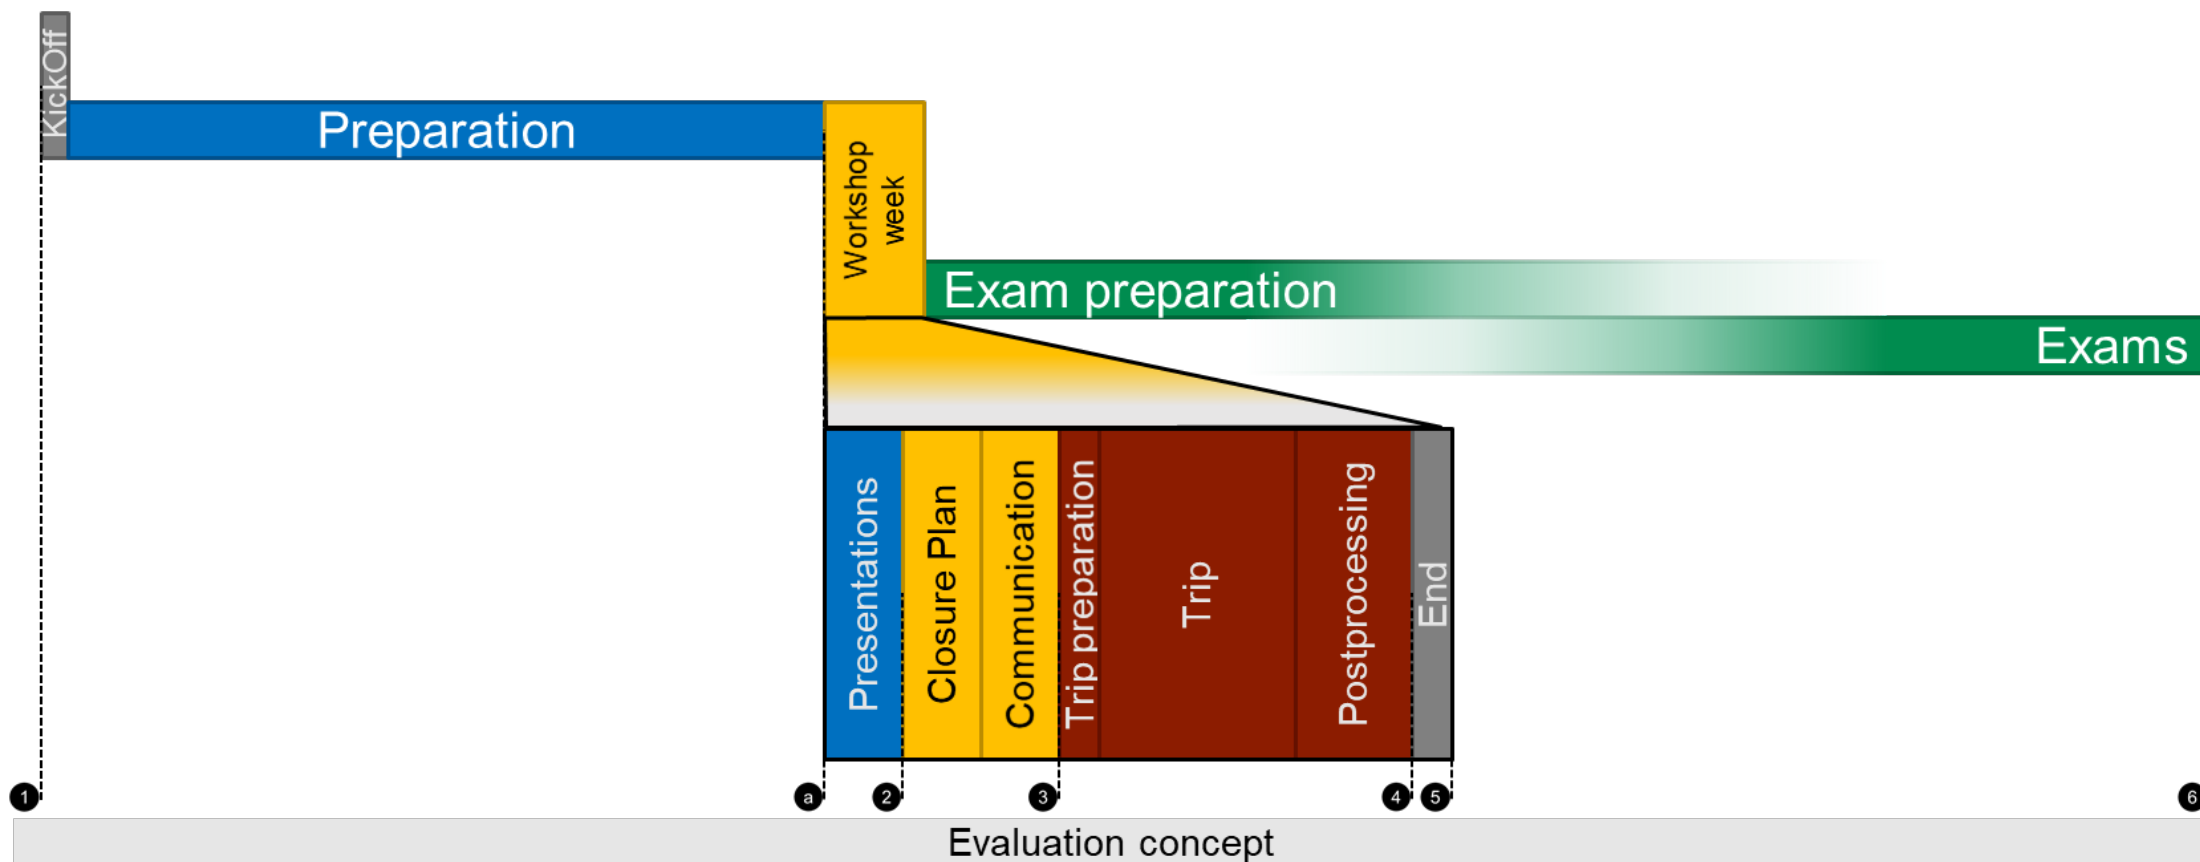 KickOff
Preparation
Workshop
week
Exam preparation
Exams
Presentations
Closure Plan
Communication
Trip preparation
Trip
Postprocessing
End
1
a
2
3
4
5
6
Evaluation concept